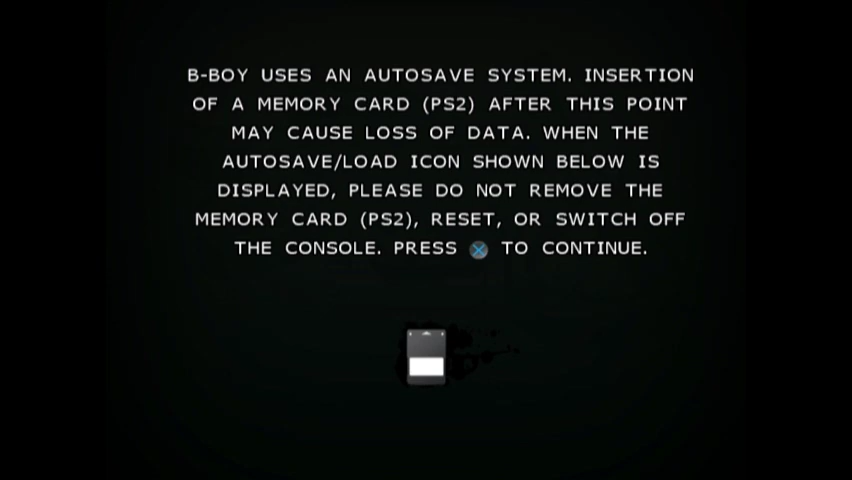 B-BOY USES AN AUTOSAVE SYSTEM. INSERTION
OF A MEMORY CARD (PS2) AFTER THIS POINT
MAY CAUSE LOSS OF DATA. WHEN THE
AUTOSAVE/LOAD ICON SHOWN BELOW IS
DISPLAYED, PLEASE DO NOT REMOVE THE
MEMORY CARD (PS2), RESET, OR SWITCH OFF
THE CONSOLE. PRESS TO CONTINUE.